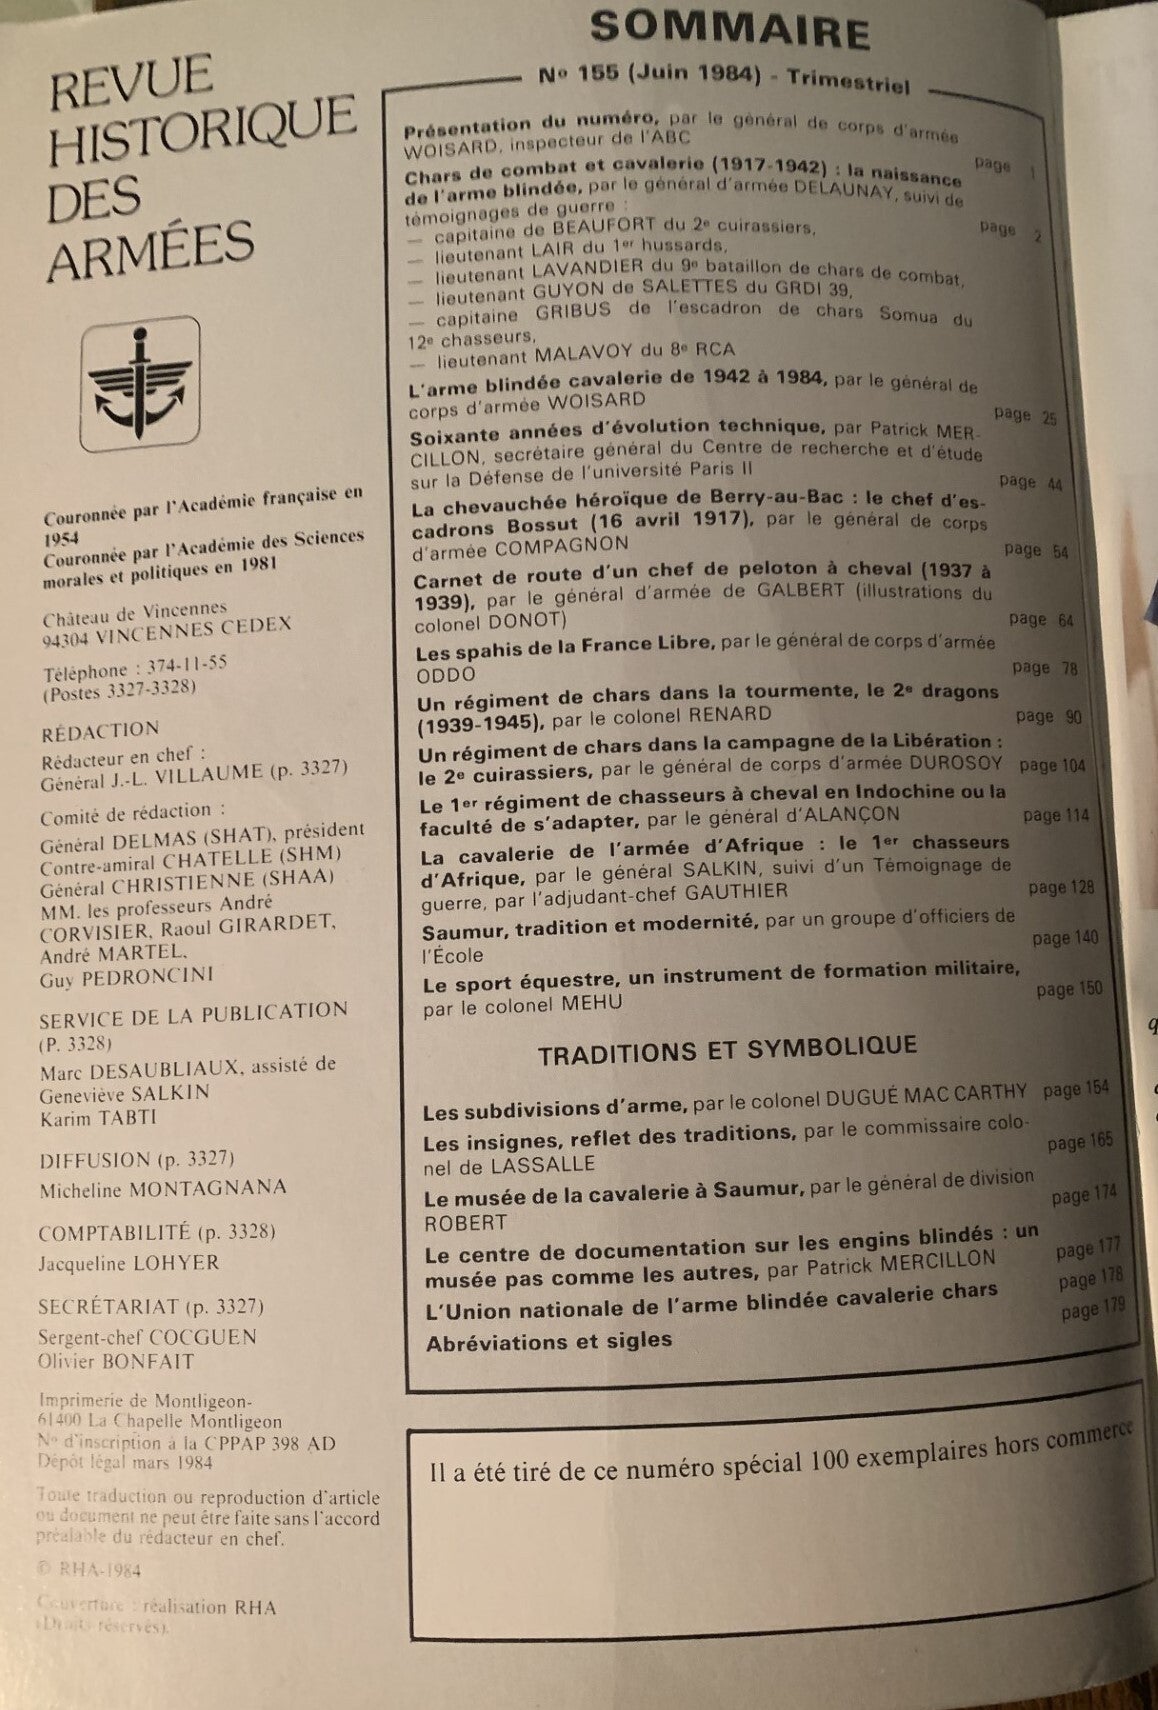 REVUE
HISTORIQUE
DES
ARMÉES
Couronnée par l'Académie française en
1954
Couronnée par l'Académie des Sciences
morales et politiques en 1981
Château de Vincennes
94304 VINCENNES CEDEX
Téléphone : 374-11-55
(Postes 3327-3328)
RÉDACTION
Rédacteur en chef :
Général J.-L. VILLAUME (p. 3327)
Comité de rédaction :
Général DELMAS (SHAT), président
Contre-amiral CHATELLE (SHM)
Général CHRISTIENNE (SHAA)
MM. les professeurs André
CORVISIER, Raoul GIRARDET,
André MARTEL,
Guy PEDRONCINI
SERVICE DE LA PUBLICATION
(P. 3328)
Marc DESAUBLIAUX, assisté de
Geneviève SALKIN
Karim TABTI
DIFFUSION (p. 3327)
Micheline MONTAGNANA
COMPTABILITÉ (p. 3328)
Jacqueline LOHYER
SECRÉTARIAT (p. 3327)
Sergent-chef COCGUEN
Olivier BONFAIT
Imprimerie de Montligeon-
61400 La Chapelle Montligeon
Nº d'inscription à la CPPAP 398 AD
Dépôt légal mars 1984
Toute traduction ou reproduction d'article
ou document ne peut être faite sans l'accord
préalable du rédacteur en chef.
© RHA-1984
Couverture : réalisation RHA
(Droits réservés).
SOMMAIRE
Nº 155 (Juin 1984) - Trimestriel
Présentation du numéro, par le général de corps d'armée
WOISARD, inspecteur de l'ABC
page 1
Chars de combat et cavalerie (1917-1942) : la naissance
de l'arme blindée, par le général d'armée DELAUNAY, suivi de
témoignages de guerre :
page 2
— capitaine de BEAUFORT du 2e cuirassiers,
— lieutenant LAIR du 1er hussards,
— lieutenant LAVANDIER du 9e bataillon de chars de combat,
— lieutenant GUYON de SALETTES du GRDI 39,
— capitaine GRIBUS de l'escadron de chars Somua du
12e chasseurs,
— lieutenant MALAVOY du 8e RCA
L'arme blindée cavalerie de 1942 à 1984, par le général de
corps d'armée WOISARD
page 25
Soixante années d'évolution technique, par Patrick MER-
CILLON, secrétaire général du Centre de recherche et d'étude
sur la Défense de l'université Paris II
page 44
La chevauchée héroïque de Berry-au-Bac : le chef d'es-
cadrons Bossut (16 avril 1917), par le général de corps
d'armée COMPAGNON
page 54
Carnet de route d'un chef de peloton à cheval (1937 à
1939), par le général d'armée de GALBERT (illustrations du
colonel DONOT)
page 64
Les spahis de la France Libre, par le général de corps d'armée
ODDO
page 78
Un régiment de chars dans la tourmente, le 2e dragons
(1939-1945), par le colonel RENARD
page 90
Un régiment de chars dans la campagne de la Libération :
le 2e cuirassiers, par le général de corps d'armée DUROSOY
page 104
Le 1er régiment de chasseurs à cheval en Indochine ou la
faculté de s'adapter, par le général d'ALANÇON
page 114
La cavalerie de l'armée d'Afrique : le 1er chasseurs
d'Afrique, par le général SALKIN, suivi d'un Témoignage de
guerre, par l'adjudant-chef GAUTHIER
page 128
Saumur, tradition et modernité, par un groupe d'officiers de
l'École
page 140
Le sport équestre, un instrument de formation militaire,
par le colonel MEHU
page 150
TRADITIONS ET SYMBOLIQUE
Les subdivisions d'arme, par le colonel DUGUÉ MAC CARTHY page 154
Les insignes, reflet des traditions, par le commissaire colo-
nel de LASSALLE
page 165
Le musée de la cavalerie à Saumur, par le général de division
ROBERT
page 174
Le centre de documentation sur les engins blindés : un
musée pas comme les autres, par Patrick MERCILLON
page 177
L'Union nationale de l'arme blindée cavalerie chars
page 178
Abréviations et sigles
page 179
Il a été tiré de ce numéro spécial 100 exemplaires hors commerce